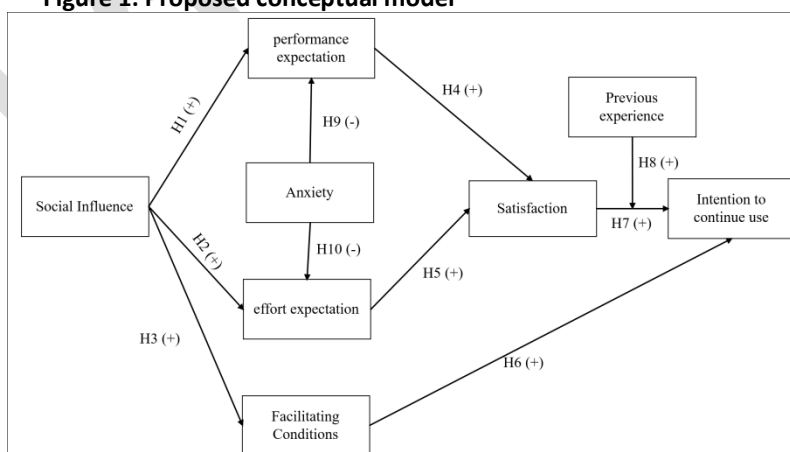 Figure 1: Proposed conceptual model
performance
expectation
H1 (+)
H4 (+)
Previous
experience
H9 (-)
H8 (+)
Social Influence
Anxiety
Satisfaction
Intention to
continue use
H7 (+)
H2 (+)
H10 (-)
H5 (+)
effort expectation
H3 (+)
H6 (+)
Facilitating
Conditions